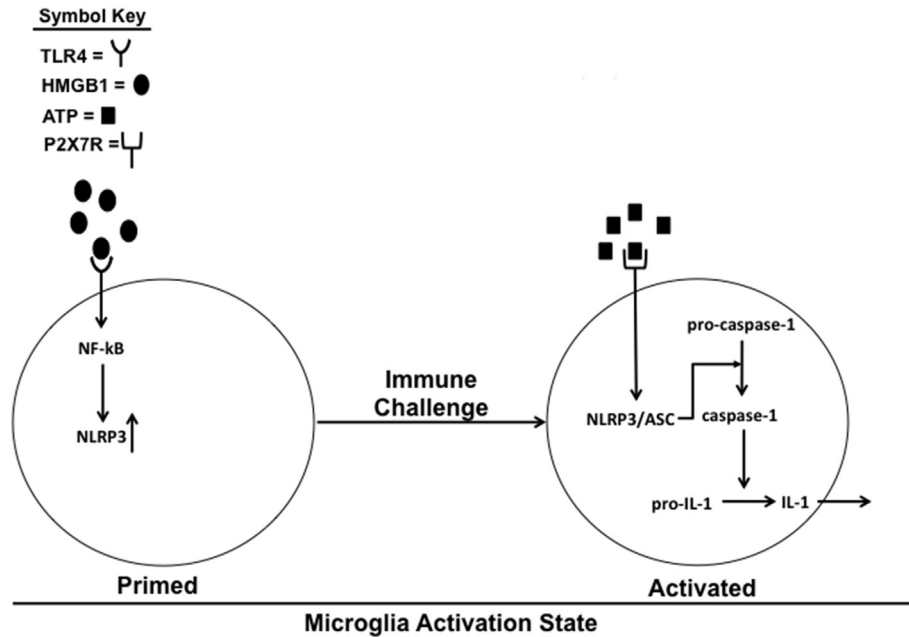 Symbol Key
TLR4 =
HMGB1 =
ATP =
P2X7R =
NF-kB
NLRP3
Immune
Challenge
pro-caspase-1
NLRP3/ASC
caspase-1
pro-IL-1
IL-1
Primed
Activated
Microglia Activation State